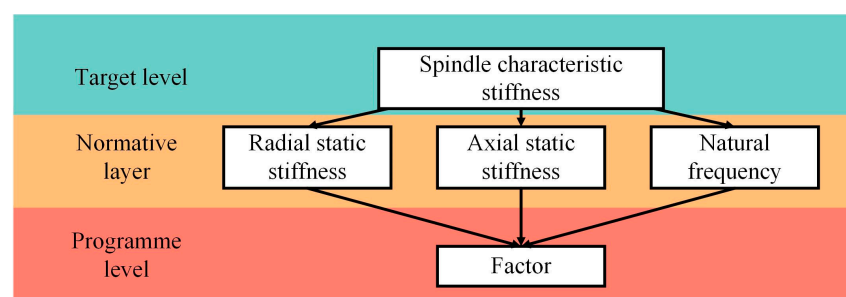 Target level
Spindle characteristic
stiffness
Normative
layer
Radial static
stiffness
Axial static
stiffness
Natural
frequency
Programme
level
Factor